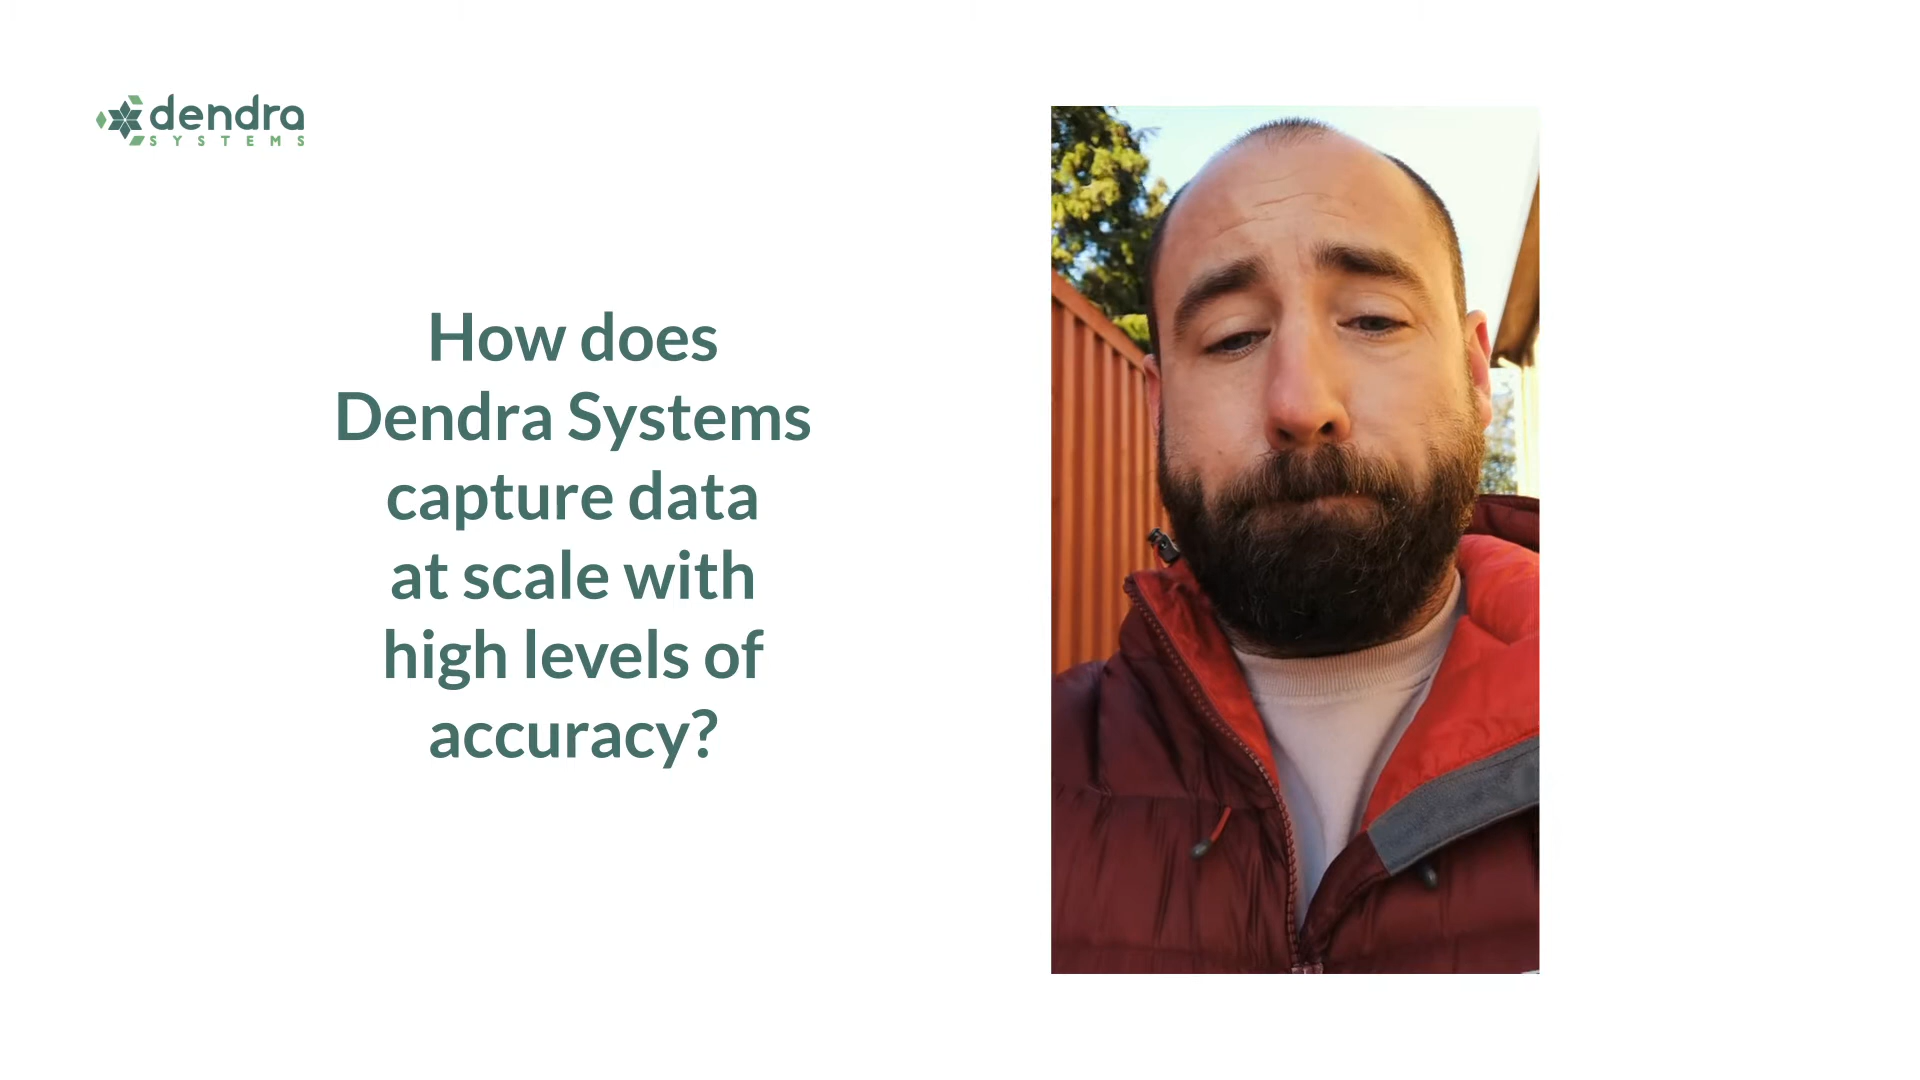 dendra
SYSTEMS
How does
Dendra Systems
capture data
at scale with
high levels of
accuracy?